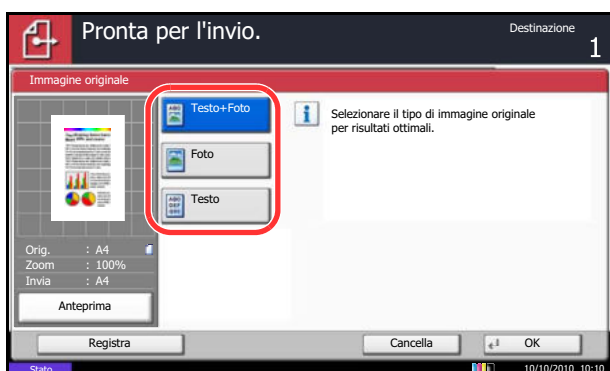 Pronta per l'invio.
Destinazione
1
Immagine originale
Testo+Foto
Selezionare il tipo di immagine originale
per risultati ottimali.
Foto
Testo
Orig. : A4
Zoom : 100%
Invia : A4
Anteprima
Registra
Cancella
OK
Stato
10/10/2010 10:10